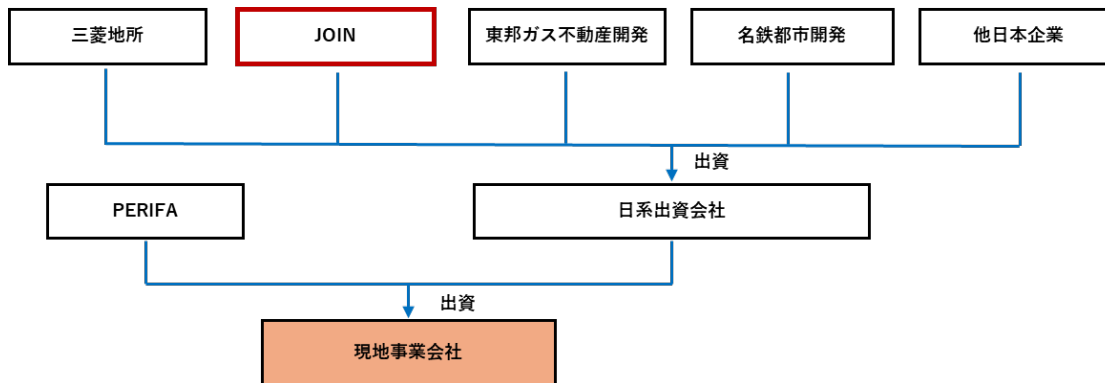 三菱地所
JOIN
東邦ガス不動産開発
名鉄都市開発
他日本企業
出資
PERIFA
日系出資会社
出資
現地事業会社